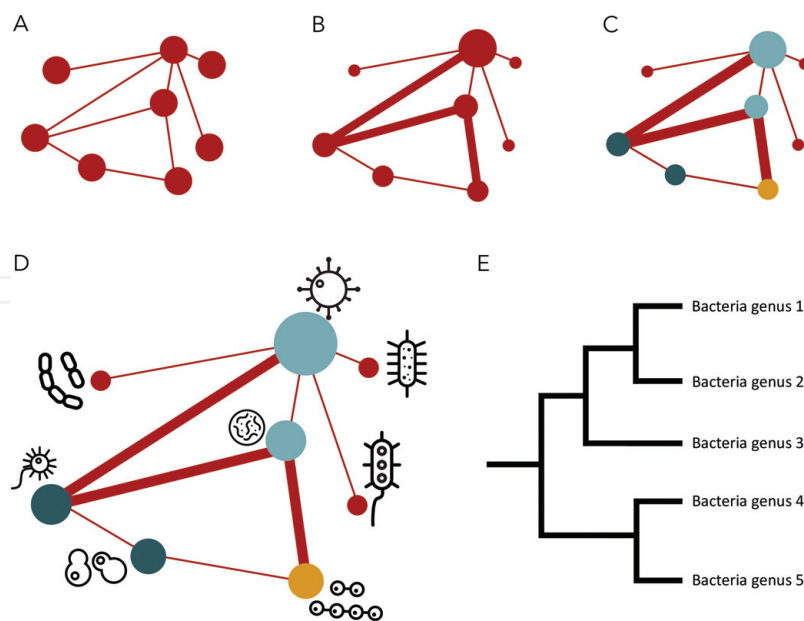 A
B
C
D
E
Bacteria genus 1
Bacteria genus 2
Bacteria genus 3
Bacteria genus 4
Bacteria genus 5